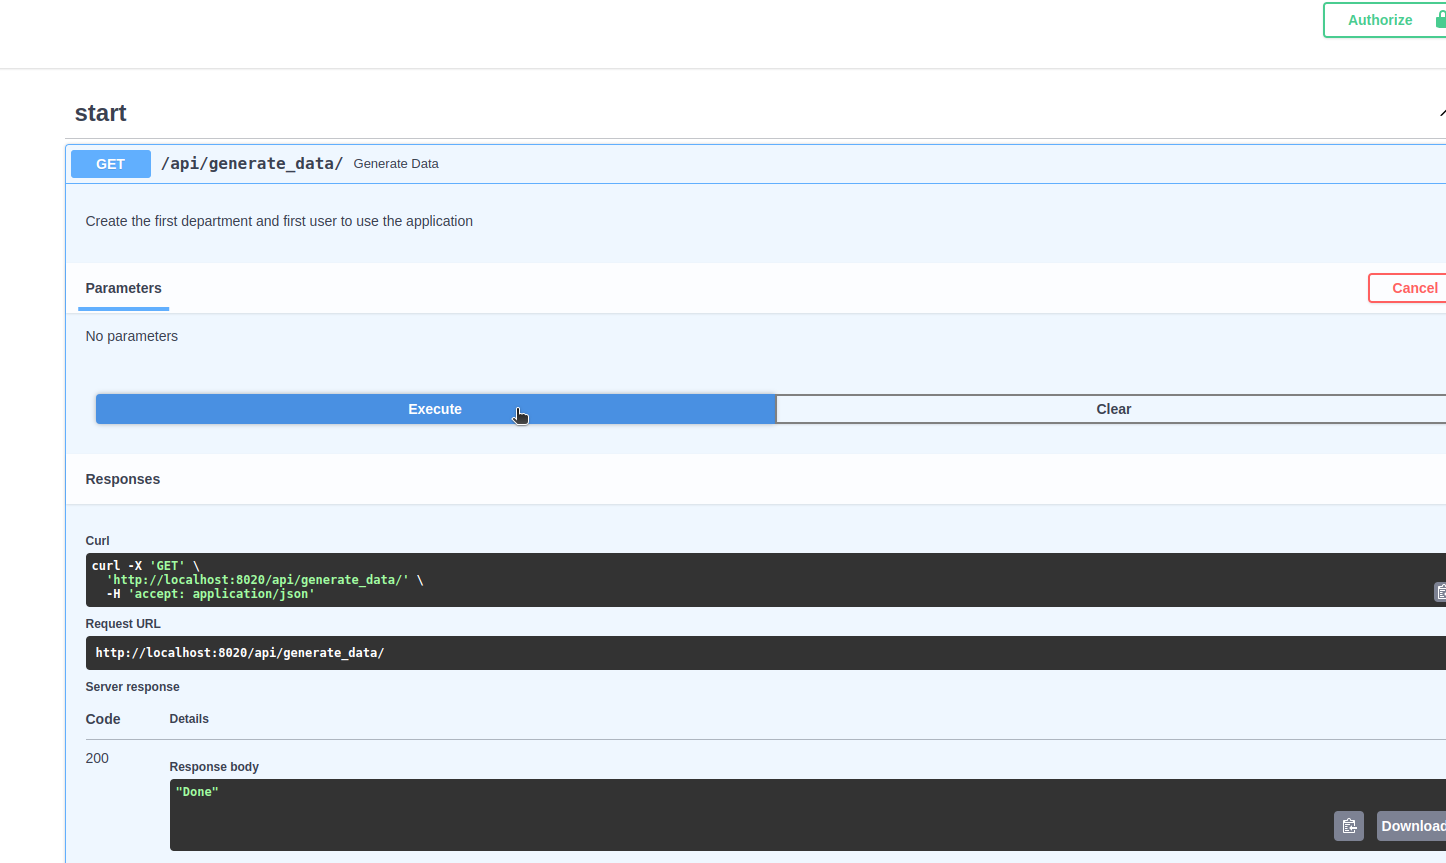 Authorize
start
GET /api/generate_data/ Generate Data
Create the first department and first user to use the application
Parameters
Cancel
No parameters
Execute
Clear
Responses
Curl
curl -X 'GET' \
'http://localhost:8020/api/generate_data/' \
-H 'accept: application/json'
Request URL
http://localhost:8020/api/generate_data/
Server response
Code Details
200
Response body
"Done"
Download